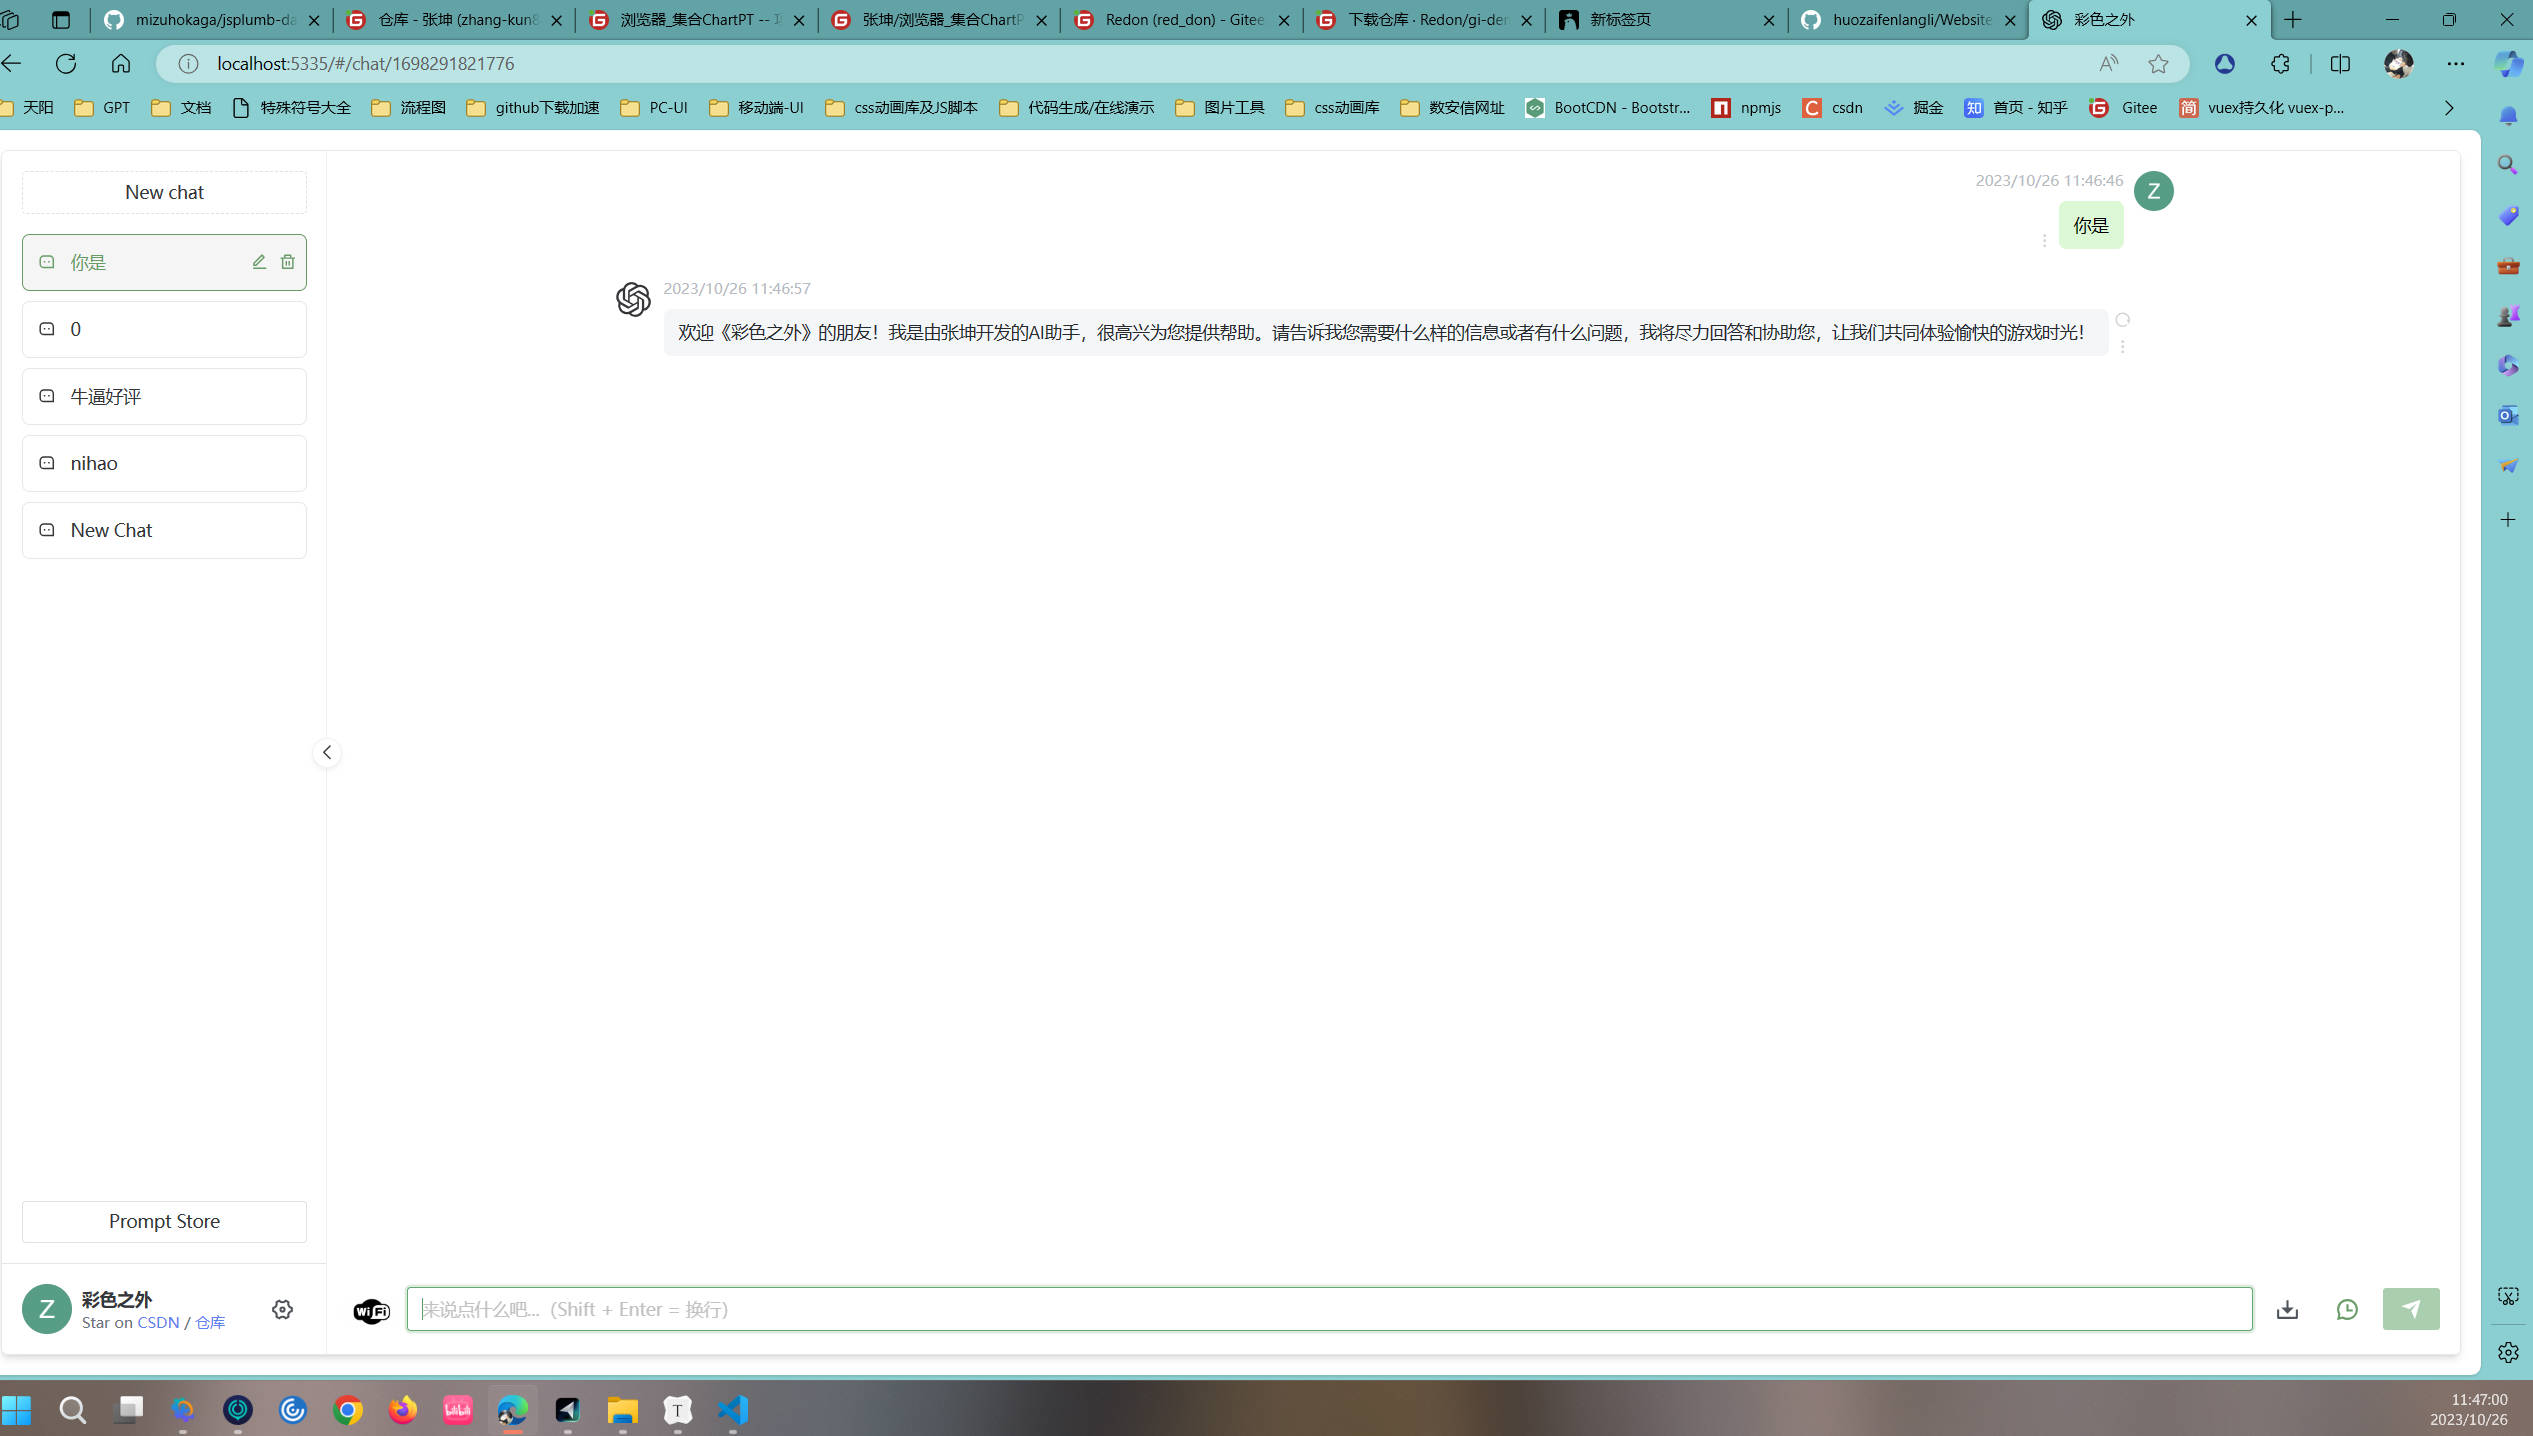 mizuhokaga/jsplumb-da
仓库 - 张坤 (zhang-kun8
浏览器_集合ChartPT --
张坤/浏览器_集合ChartP
Redon (red_don) - Gitee
下载仓库 · Redon/gi-der
新标签页
huozaifenlangli/Website
彩色之外
localhost:5335/#/chat/1698291821776
天阳 GPT 文档 特殊符号大全 流程图 github下载加速 PC-UI 移动端-UI css动画库及JS脚本 代码生成/在线演示 图片工具 css动画库 数安信网址 BootCDN - Bootstr... npmjs csdn 掘金 首页 - 知乎 Gitee vuex持久化 vuex-p...
New chat
你是
0
牛逼好评
nihao
New Chat
2023/10/26 11:46:46
Z
你是
2023/10/26 11:46:57
欢迎《彩色之外》的朋友！我是由张坤开发的AI助手，很高兴为您提供帮助。请告诉我您需要什么样的信息或者有什么问题，我将尽力回答和协助您，让我们共同体验愉快的游戏时光！
Prompt Store
Z
彩色之外
Star on CSDN / 仓库
WiFi
来说点什么吧...（Shift + Enter = 换行）
11:47:00
2023/10/26